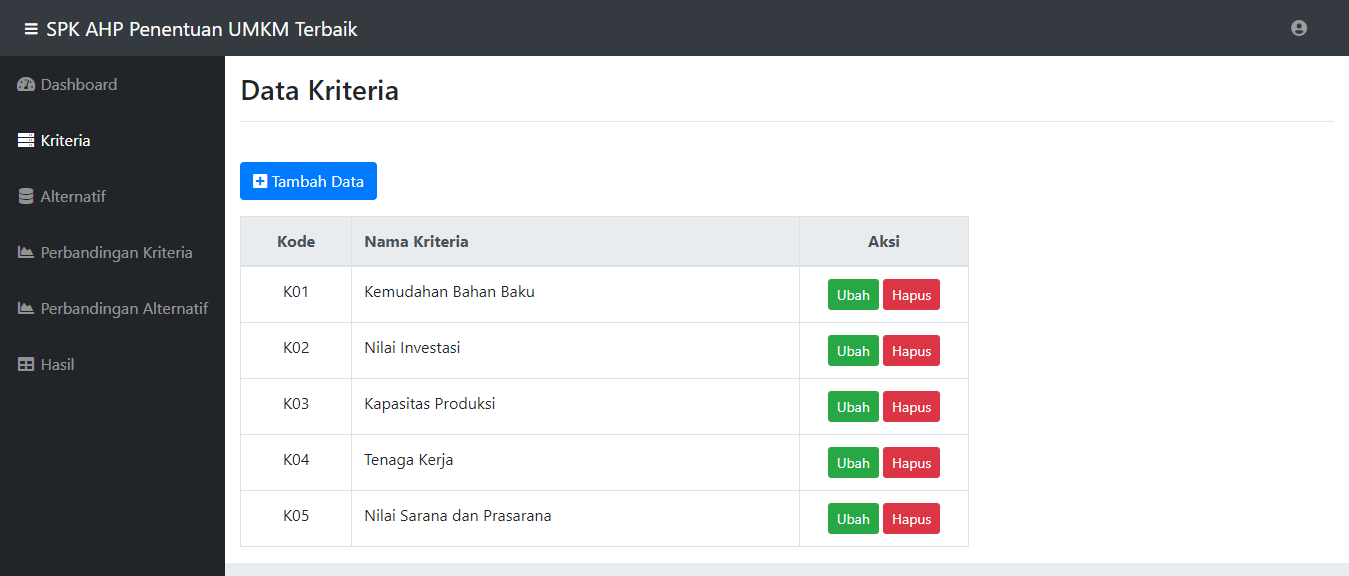 SPK AHP Penentuan UMKM Terbaik
Dashboard
Kriteria
Alternatif
Perbandingan Kriteria
Perbandingan Alternatif
Hasil
Data Kriteria
Tambah Data
Kode Nama Kriteria Aksi
K01 Kemudahan Bahan Baku Ubah Hapus
K02 Nilai Investasi Ubah Hapus
K03 Kapasitas Produksi Ubah Hapus
K04 Tenaga Kerja Ubah Hapus
K05 Nilai Sarana dan Prasarana Ubah Hapus